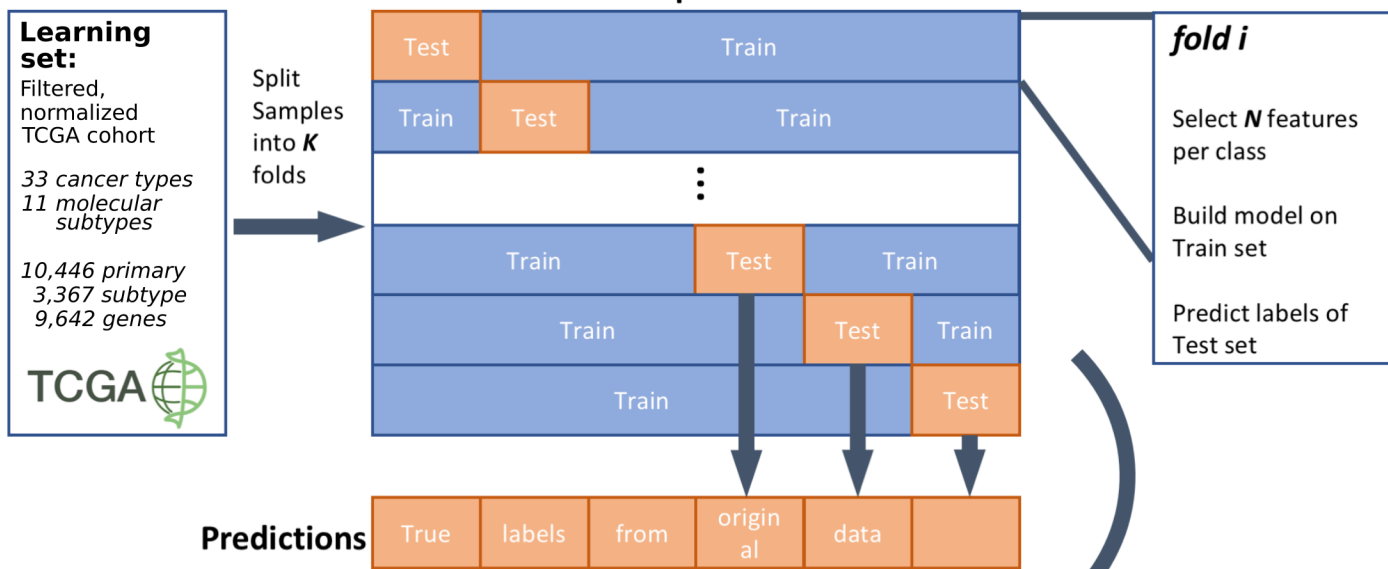 Learning
set:
Filtered,
normalized
TCGA cohort
33 cancer types
11 molecular
subtypes
10,446 primary
3,367 subtype
9,642 genes
TCGA
Split
Samples
into K
folds
Test
Train
Train
Test
Train
Train
Test
Train
Train
Test
Train
Train
Test
fold i
Select N features
per class
Build model on
Train set
Predict labels of
Test set
Predictions
True
labels
from
origin
al
data